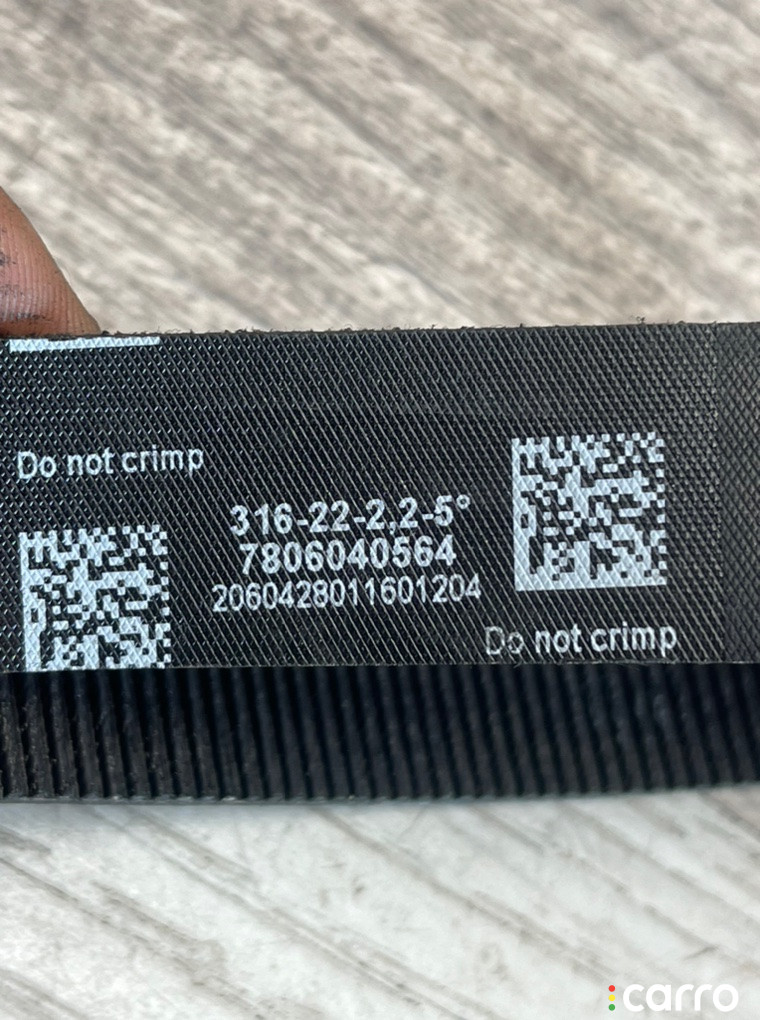 Do not crimp
316-22-2,2-5°
7806040564
2060428011601204
Do not crimp
carro